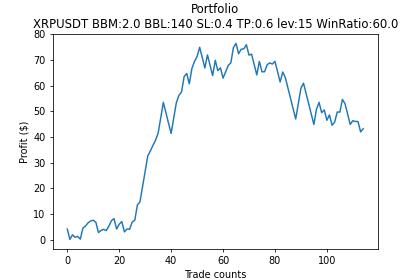 Portfolio
XRPUSDT BBM:2.0 BBL:140 SL:0.4 TP:0.6 lev:15 WinRatio:60.0
80
70
60
50
40
30
20
10
0
Profit ($)
0 20 40 60 80 100
Trade counts